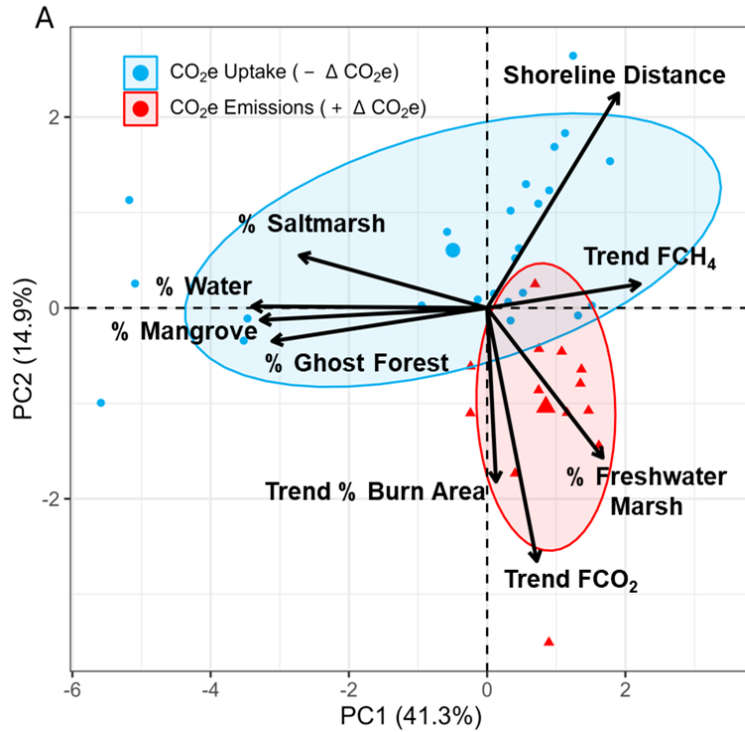 A
CO₂e Uptake ( − Δ CO₂e)
CO₂e Emissions ( + Δ CO₂e)
Shoreline Distance
% Saltmarsh
Trend FCH₄
% Water
% Mangrove
% Ghost Forest
Trend % Burn Area
% Freshwater
Marsh
Trend FCO₂
2
0
-2
PC2 (14.9%)
-6 -4 -2 0 2
PC1 (41.3%)